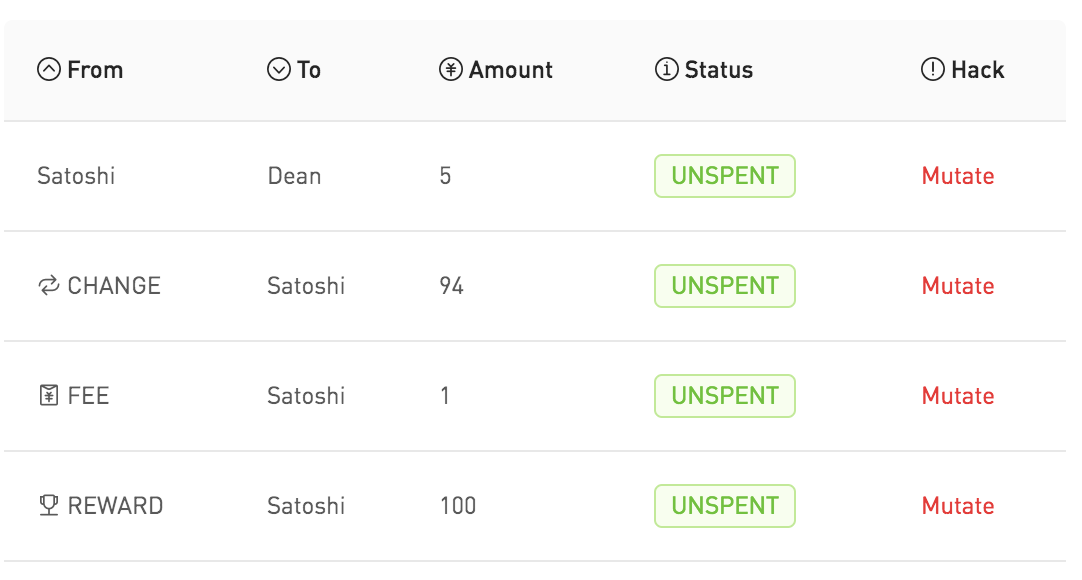 From To Amount Status Hack
Satoshi Dean 5 UNSPENT Mutate
CHANGE Satoshi 94 UNSPENT Mutate
FEE Satoshi 1 UNSPENT Mutate
REWARD Satoshi 100 UNSPENT Mutate